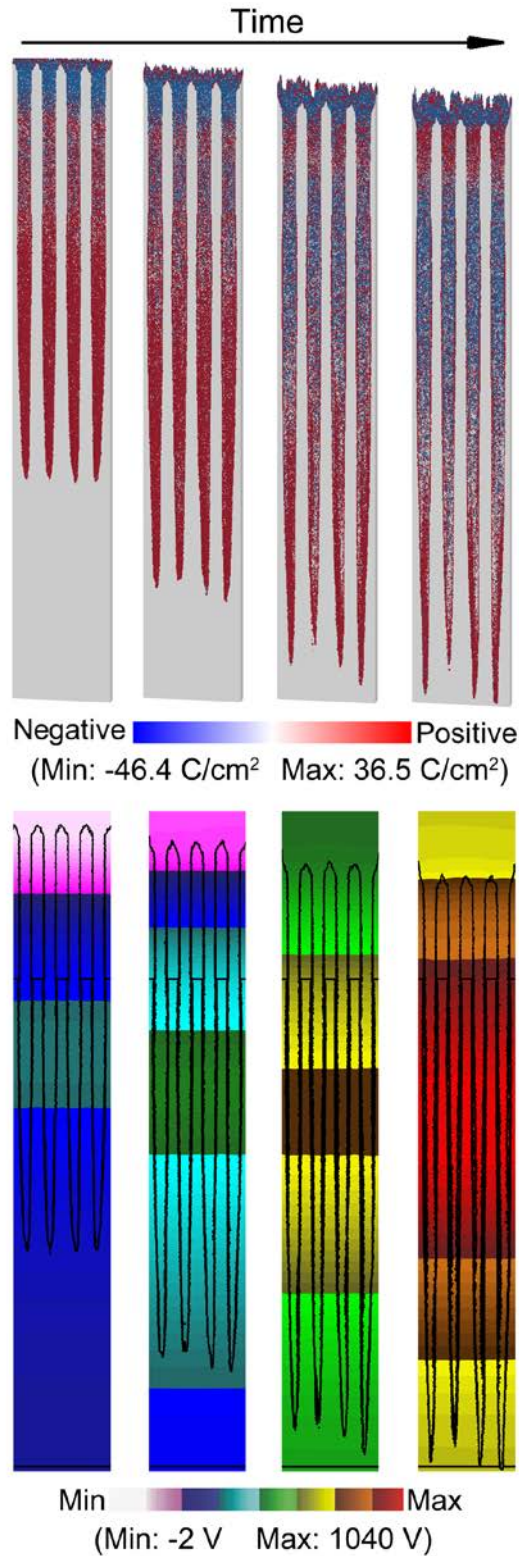 Time
Negative Positive
(Min: -46.4 C/cm² Max: 36.5 C/cm²)
Min Max
(Min: -2 V Max: 1040 V)